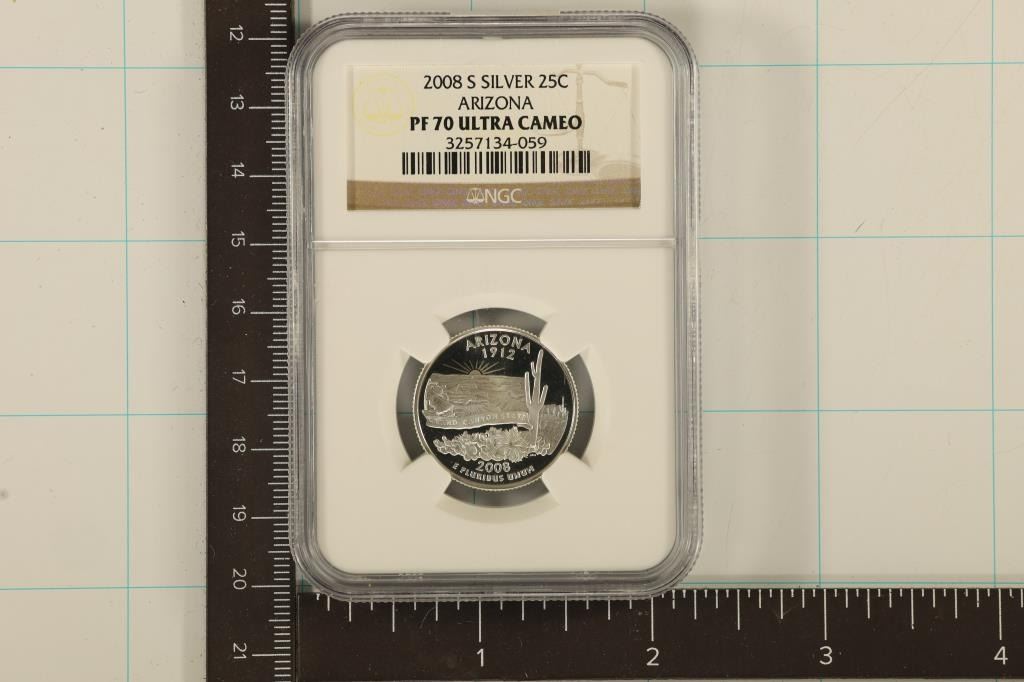 2008 S SILVER 25C
ARIZONA
PF 70 ULTRA CAMEO
3257134-059
NGC
ARIZONA
1912
GRAND CANYON STATE
2008
E PLURIBUS UNUM
12
13
14
15
16
17
18
19
20
21
1
2
3
4